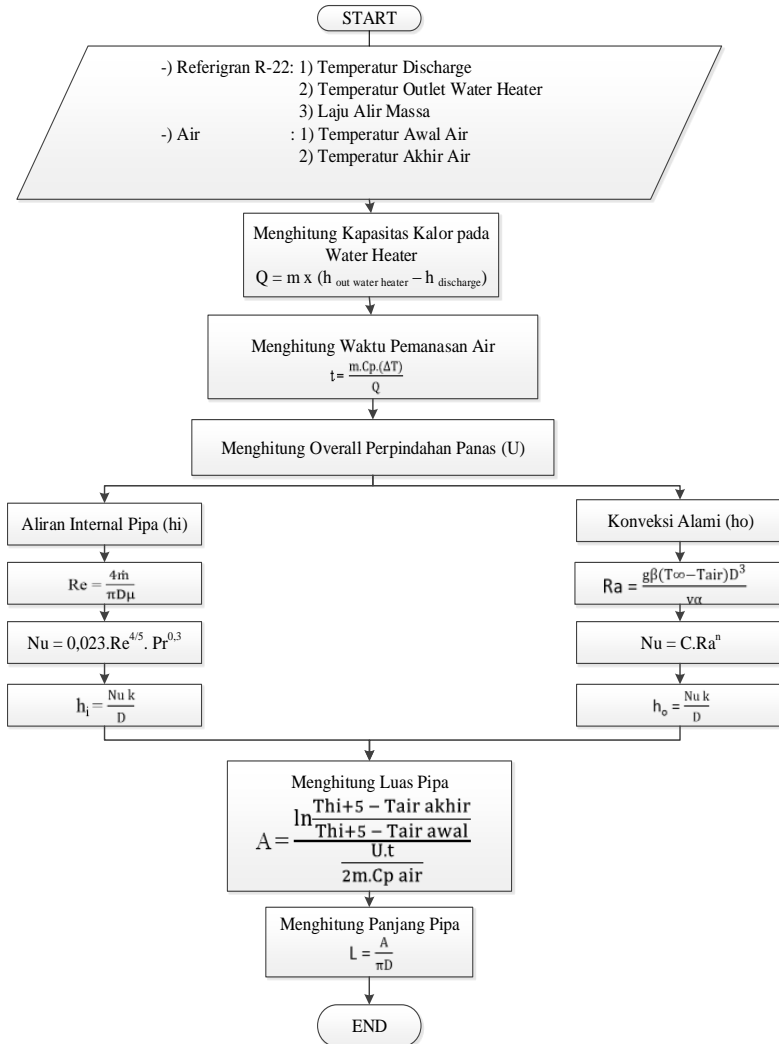 START
-) Referigran R-22: 1) Temperatur Discharge
2) Temperatur Outlet Water Heater
3) Laju Alir Massa
-) Air : 1) Temperatur Awal Air
2) Temperatur Akhir Air
Menghitung Kapasitas Kalor pada
Water Heater
Q = m x (h out water heater – h discharge)
Menghitung Waktu Pemanasan Air
t= m.Cp.(ΔT) / Q
Menghitung Overall Perpindahan Panas (U)
Aliran Internal Pipa (hi)
Re = 4ṁ / πDμ
Nu = 0,023.Re^4/5. Pr^0,3
h_i = Nu k / D
Konveksi Alami (ho)
Ra = gβ(T∞−Tair)D^3 / vα
Nu = C.Ra^n
h_o = Nu k / D
Menghitung Luas Pipa
A = ln (Thi+5 − Tair akhir / Thi+5 − Tair awal) / (U.t / 2m.Cp air)
Menghitung Panjang Pipa
L = A / πD
END